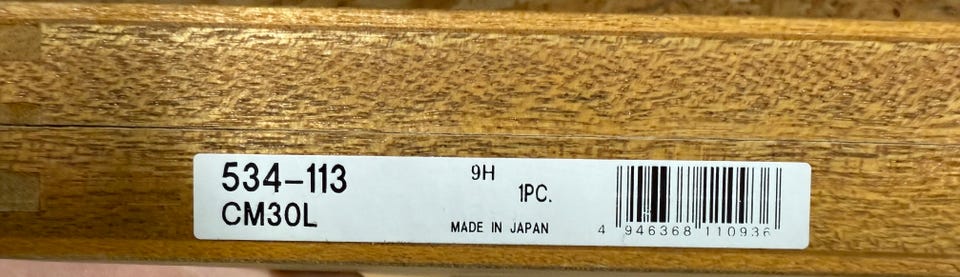 534-113
CM30L
9H
1PC.
MADE IN JAPAN
4 946368 110936